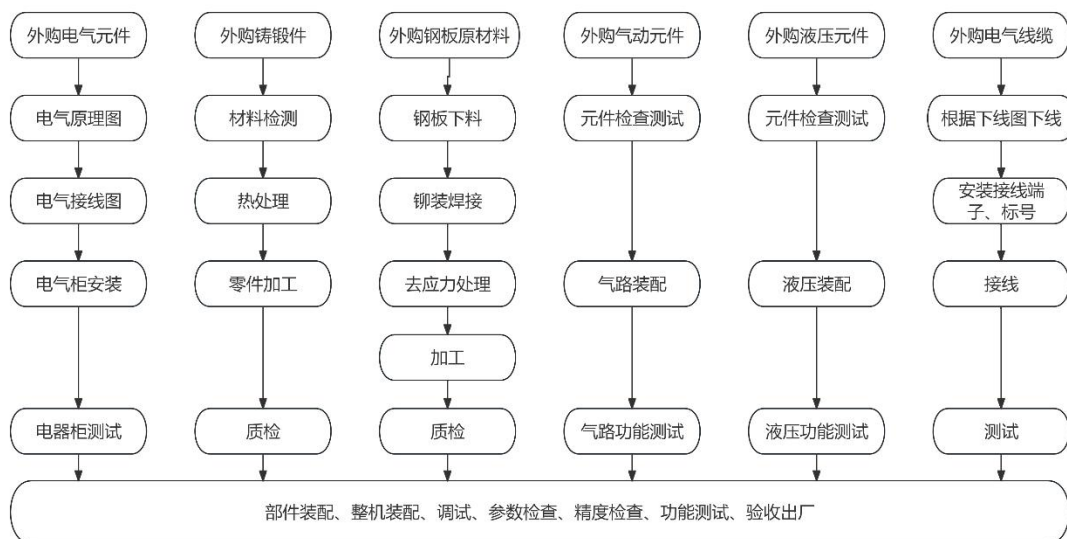 外购电气元件
外购铸锻件
外购钢板原材料
外购气动元件
外购液压元件
外购电气线缆
电气原理图
材料检测
钢板下料
元件检查测试
元件检查测试
根据下线图下线
电气接线图
热处理
铆装焊接
安装接线端
子、标号
电气柜安装
零件加工
去应力处理
气路装配
液压装配
接线
加工
电器柜测试
质检
质检
气路功能测试
液压功能测试
测试
部件装配、整机装配、调试、参数检查、精度检查、功能测试、验收出厂